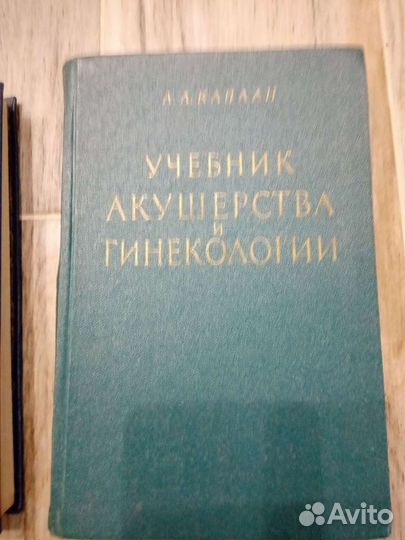 Л. Л. КАПЛАН
УЧЕБНИК
АКУШЕРСТВА
И
ГИНЕКОЛОГИИ
Avito